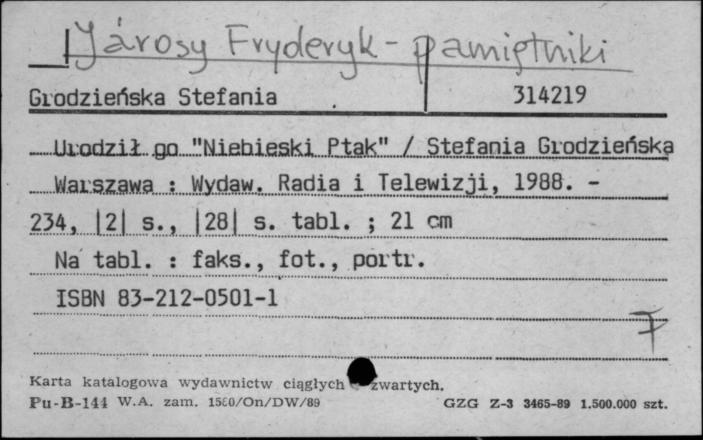 Járosy Fryderyk - pamiętniki
Grodzieńska Stefania 314219
Urodził go "Niebieski Ptak" / Stefania Grodzieńska
Warszawa : Wydaw. Radia i Telewizji, 1988. -
234, |2| s., |28| s. tabl. ; 21 cm
Na tabl. : faks., fot., portr.
ISBN 83-212-0501-1
7
Karta katalogowa wydawnictw ciągłych zwartych.
Pu-B-144 W.A. zam. 1560/On/DW/89 GZG Z-3 3465-89 1.500.000 szt.